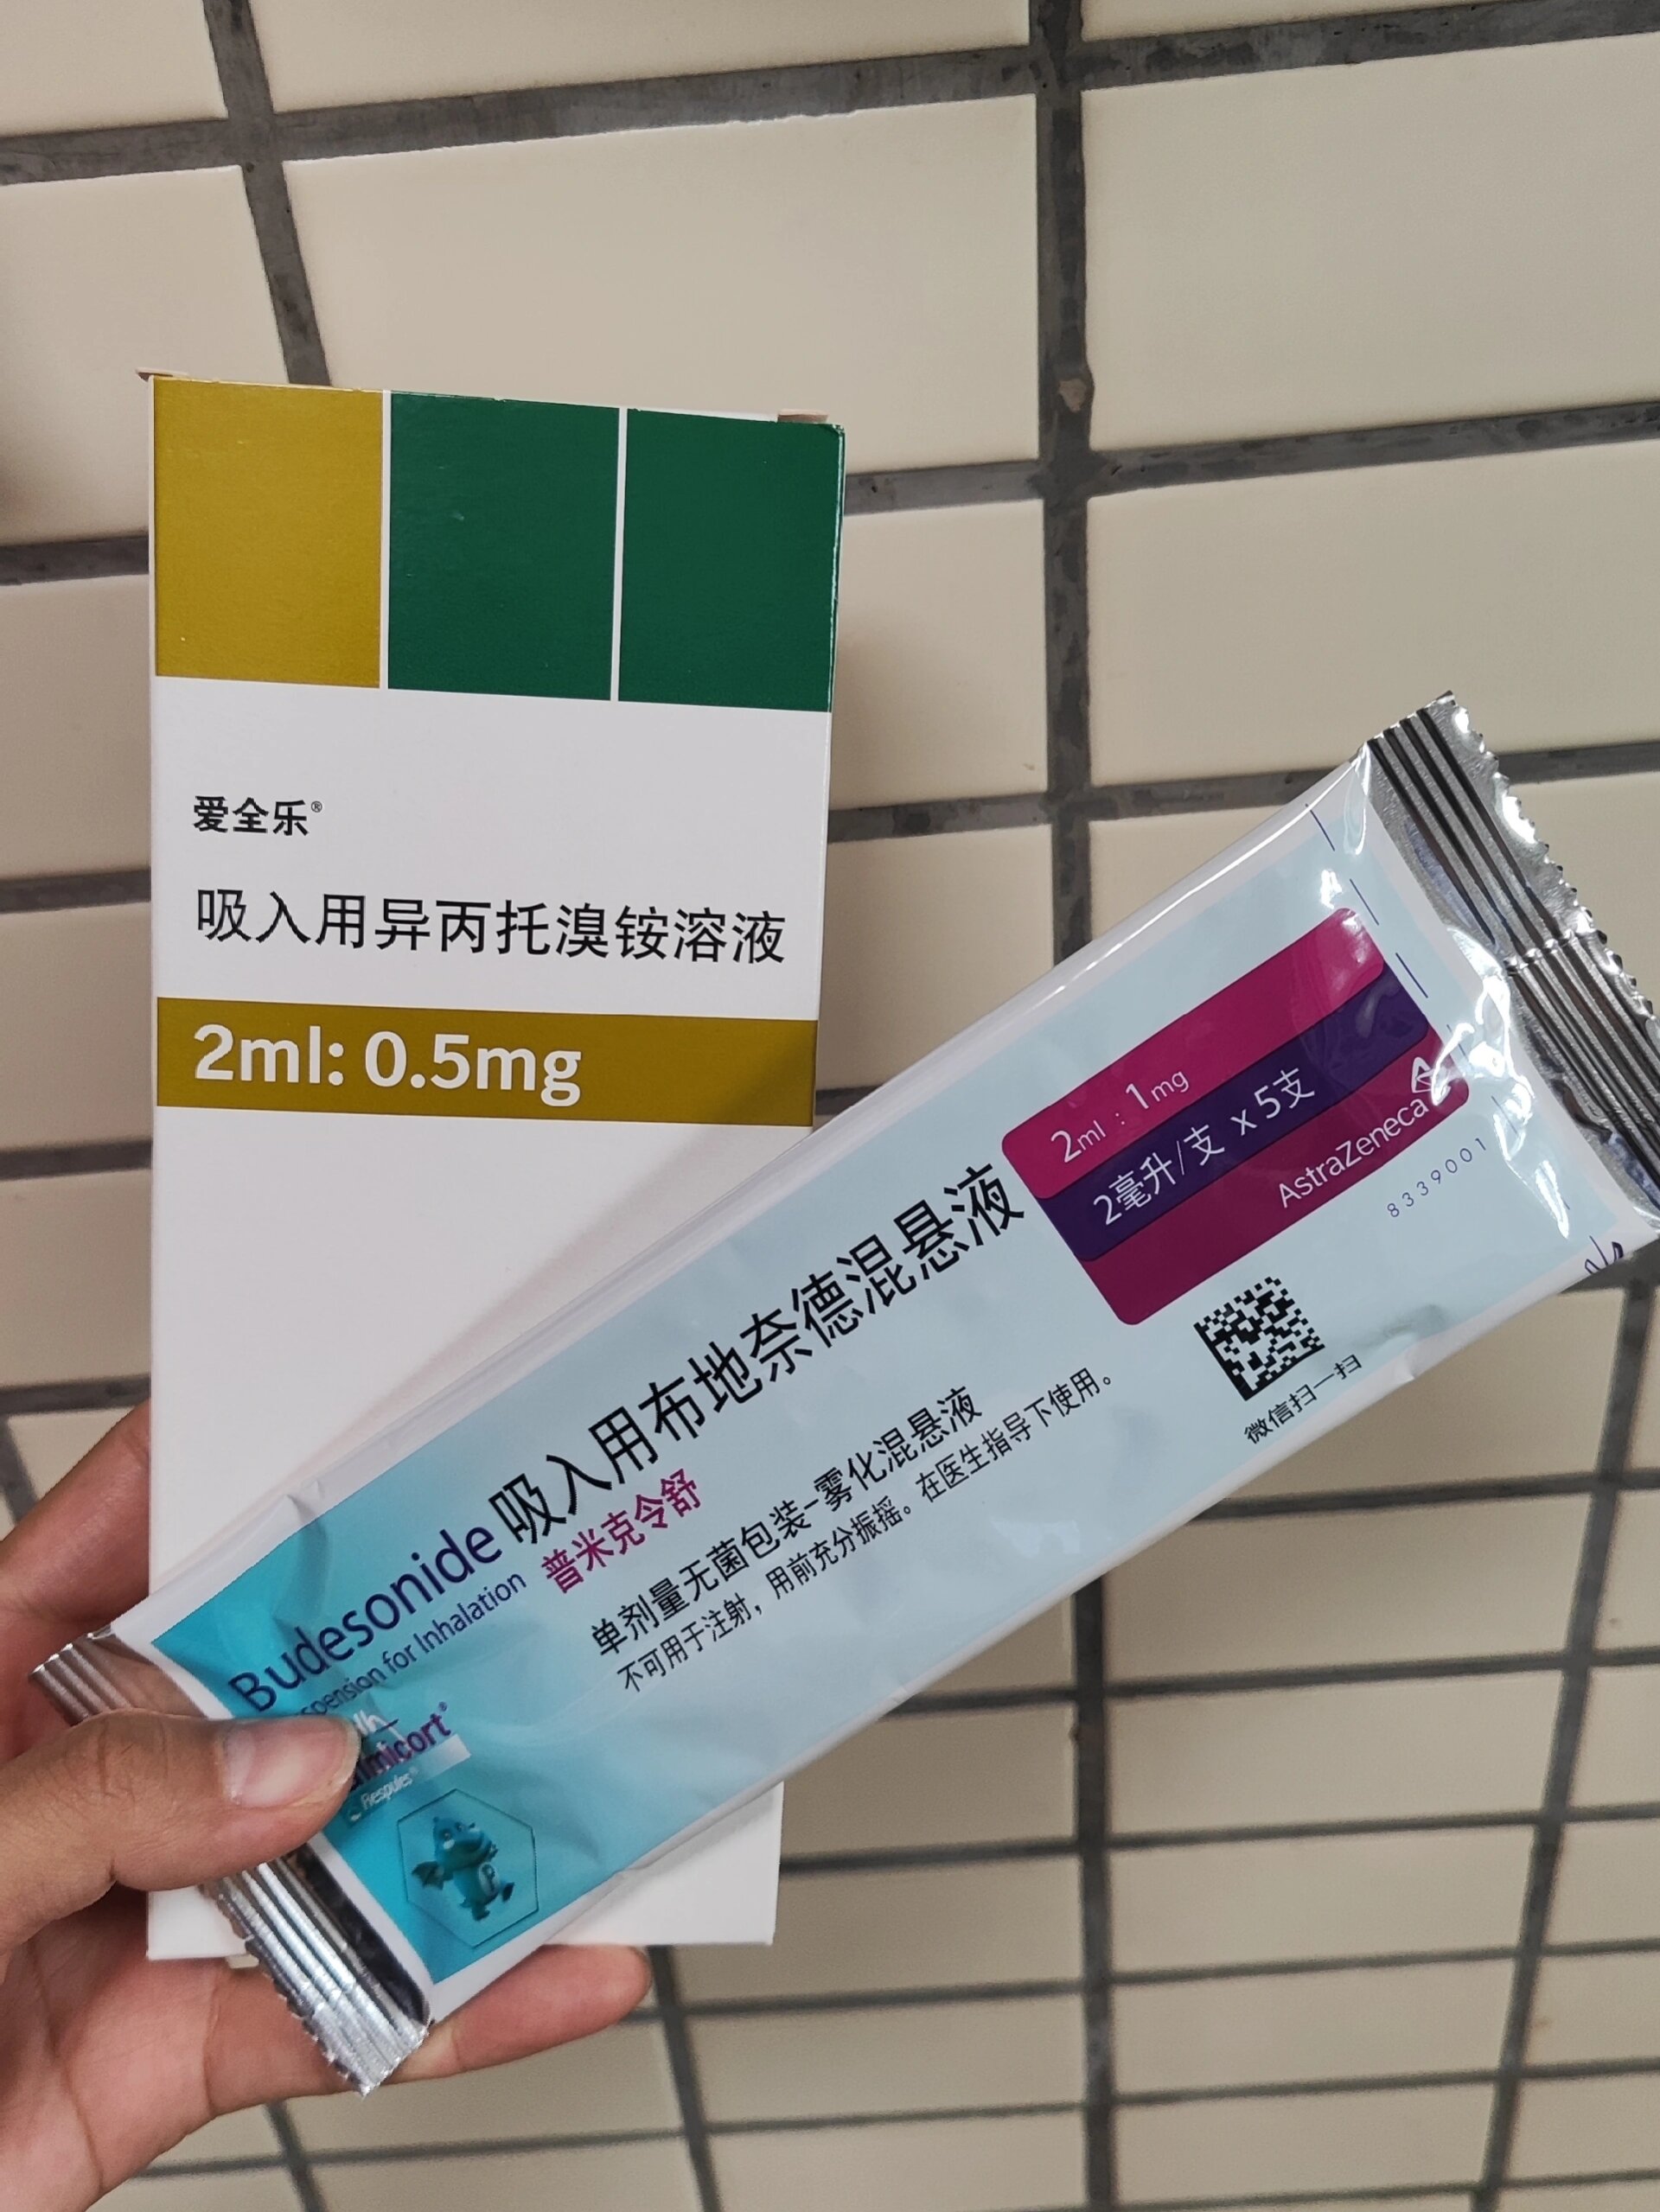 爱全乐®
吸入用异丙托溴铵溶液
2ml: 0.5mg
2ml : 1mg
2毫升/支 x 5支
AstraZeneca
8339001
Budesonide 吸入用布地奈德混悬液
for Inhalation 普米克令舒
Respules®
单剂量无菌包装-雾化混悬液
不可用于注射，用前充分振摇。在医生指导下使用。
微信扫一扫
P